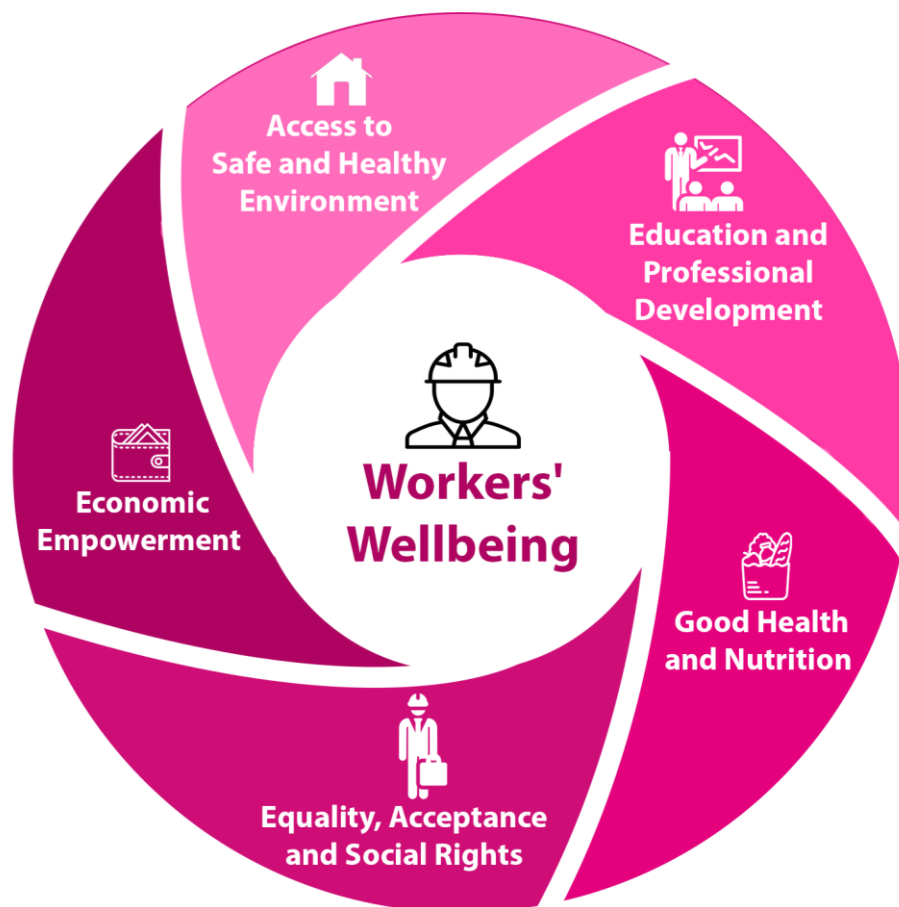 Access to
Safe and Healthy
Environment
Education and
Professional
Development
Workers'
Wellbeing
Economic
Empowerment
Good Health
and Nutrition
Equality, Acceptance
and Social Rights